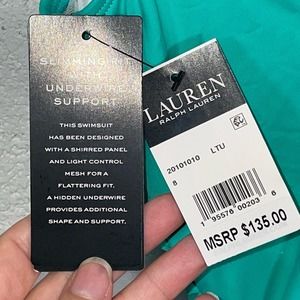 SLIMMING FIT
WITH
UNDERWIRE
SUPPORT
THIS SWIMSUIT
HAS BEEN DESIGNED
WITH A SHIRRED PANEL
AND LIGHT CONTROL
MESH FOR A
FLATTERING FIT.
A HIDDEN UNDERWIRE
PROVIDES ADDITIONAL
SHAPE AND SUPPORT.
LAUREN
RALPH LAUREN
20101010 LTU
8
1 95576 00203 6
MSRP $135.00